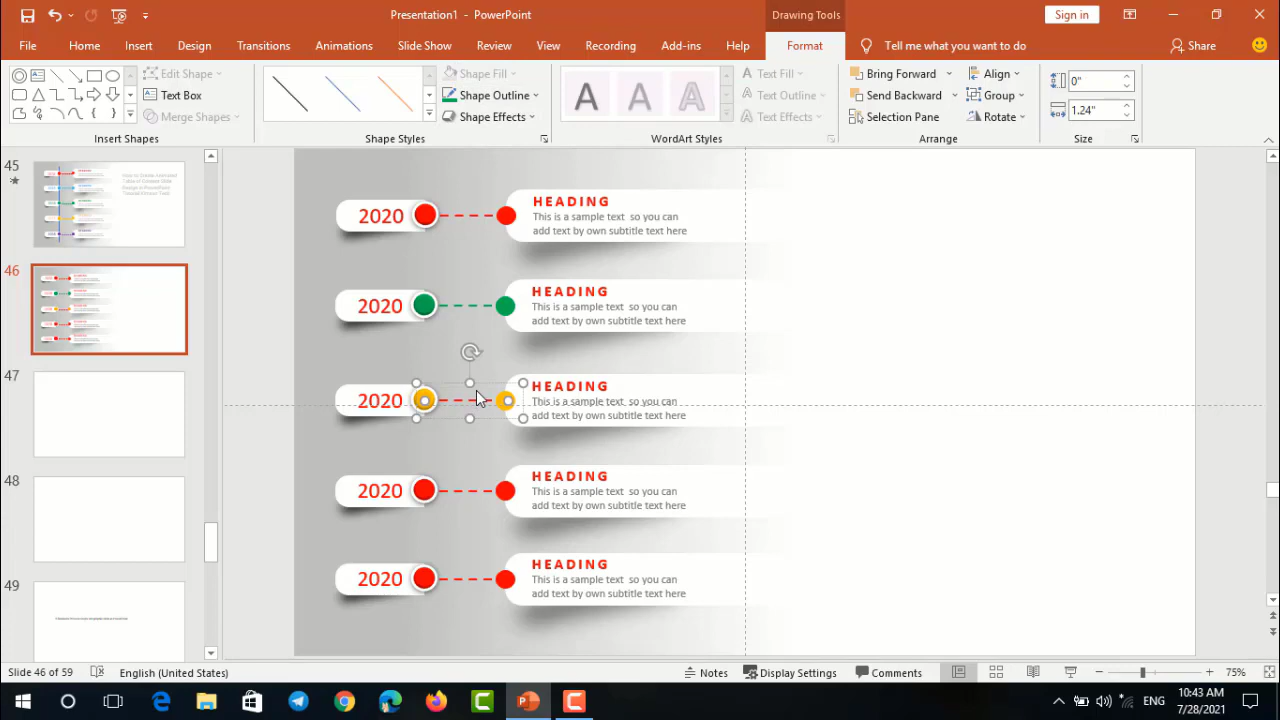 Presentation1 - PowerPoint
Drawing Tools
Sign in
File
Home
Insert
Design
Transitions
Animations
Slide Show
Review
View
Recording
Add-ins
Help
Format
Tell me what you want to do
Share
Edit Shape
Text Box
Merge Shapes
Insert Shapes
Shape Fill
Shape Outline
Shape Effects
Shape Styles
A A A
Text Fill
Text Outline
Text Effects
WordArt Styles
Bring Forward
Send Backward
Selection Pane
Align
Group
Rotate
Arrange
0"
1.24"
Size
45
46
47
48
49
2020
HEADING
This is a sample text so you can
add text by own subtitle text here
2020
HEADING
This is a sample text so you can
add text by own subtitle text here
2020
HEADING
This is a sample text so you can
add text by own subtitle text here
2020
HEADING
This is a sample text so you can
add text by own subtitle text here
2020
HEADING
This is a sample text so you can
add text by own subtitle text here
Slide 46 of 59
English (United States)
Notes
Display Settings
Comments
75%
ENG
10:43 AM
7/28/2021